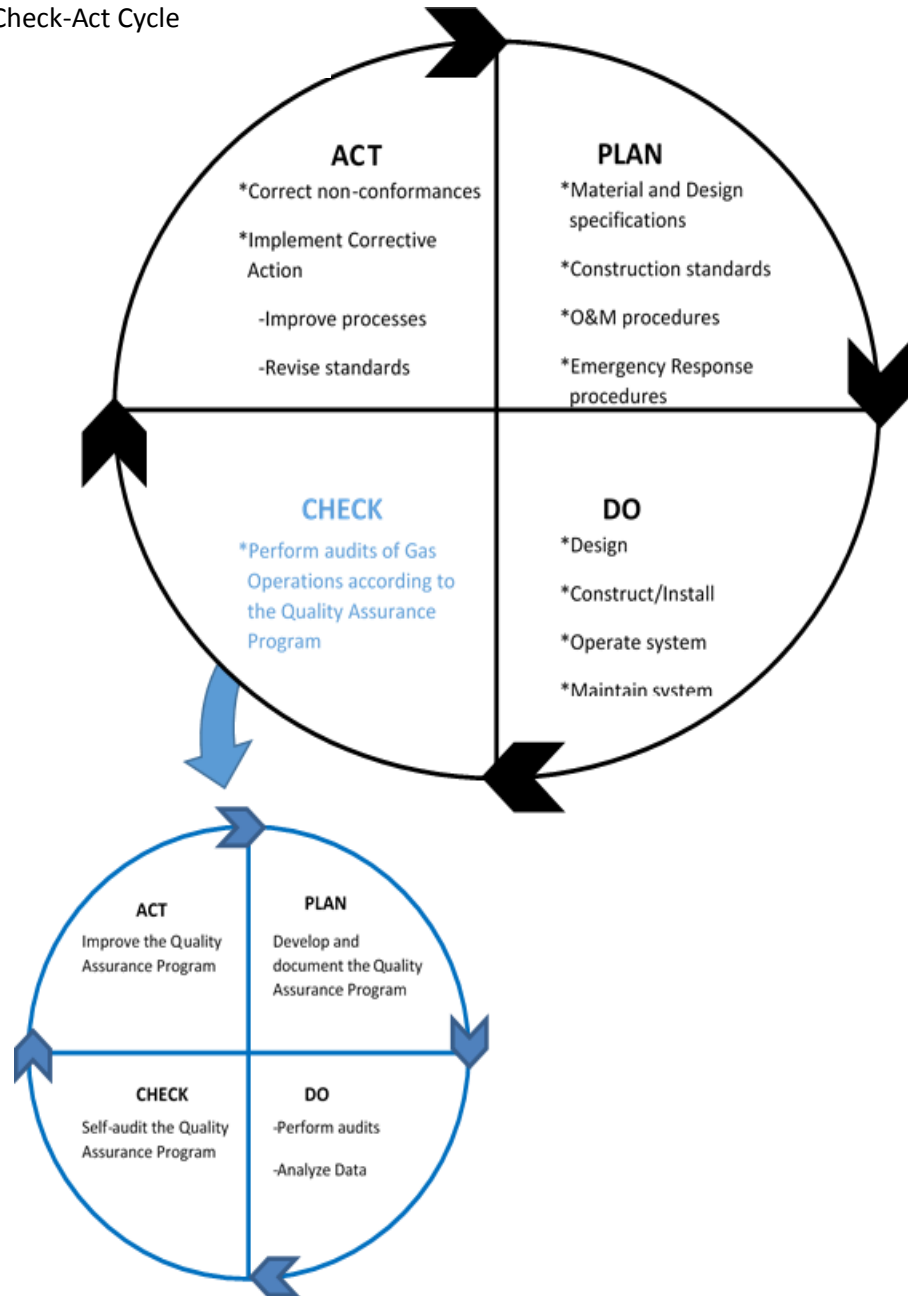 Check-Act Cycle
ACT
*Correct non-conformances
*Implement Corrective
Action
-Improve processes
-Revise standards
PLAN
*Material and Design
specifications
*Construction standards
*O&M procedures
*Emergency Response
procedures
CHECK
*Perform audits of Gas
Operations according to
the Quality Assurance
Program
DO
*Design
*Construct/Install
*Operate system
*Maintain system
ACT
Improve the Quality
Assurance Program
PLAN
Develop and
document the Quality
Assurance Program
CHECK
Self-audit the Quality
Assurance Program
DO
-Perform audits
-Analyze Data